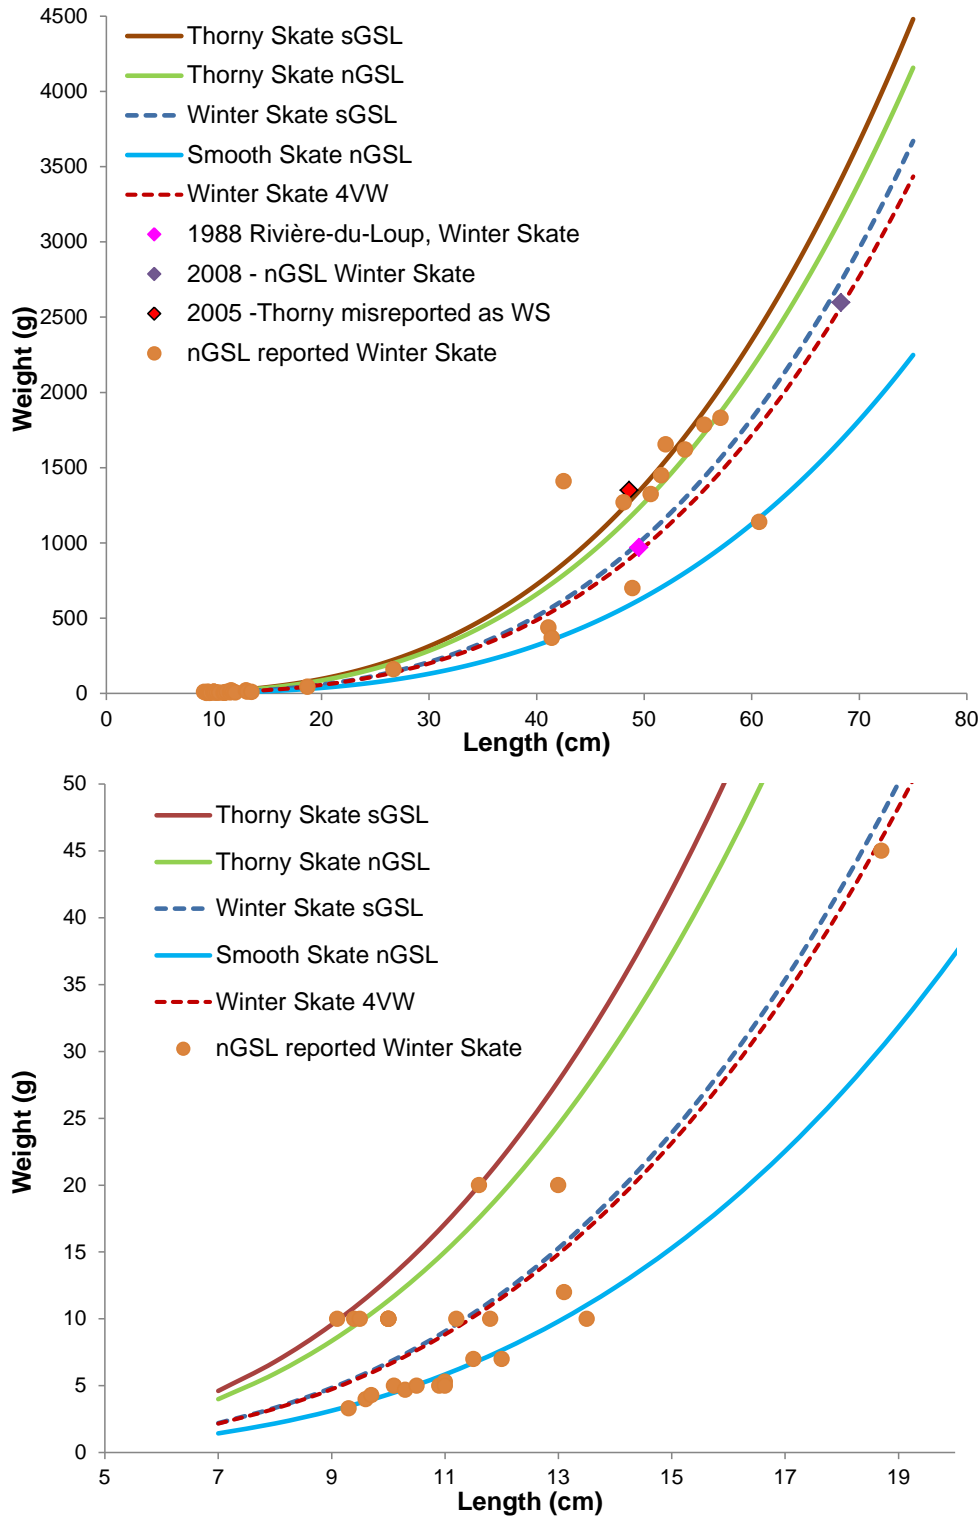 4500
4000
3500
3000
2500
2000
1500
1000
500
0
Weight (g)
Thorny Skate sGSL
Thorny Skate nGSL
Winter Skate sGSL
Smooth Skate nGSL
Winter Skate 4VW
1988 Rivière-du-Loup, Winter Skate
2008 - nGSL Winter Skate
2005 -Thorny misreported as WS
nGSL reported Winter Skate
0 10 20 30 40 50 60 70 80
Length (cm)
50
45
40
35
30
25
20
15
10
5
0
Weight (g)
Thorny Skate sGSL
Thorny Skate nGSL
Winter Skate sGSL
Smooth Skate nGSL
Winter Skate 4VW
nGSL reported Winter Skate
5 7 9 11 13 15 17 19
Length (cm)